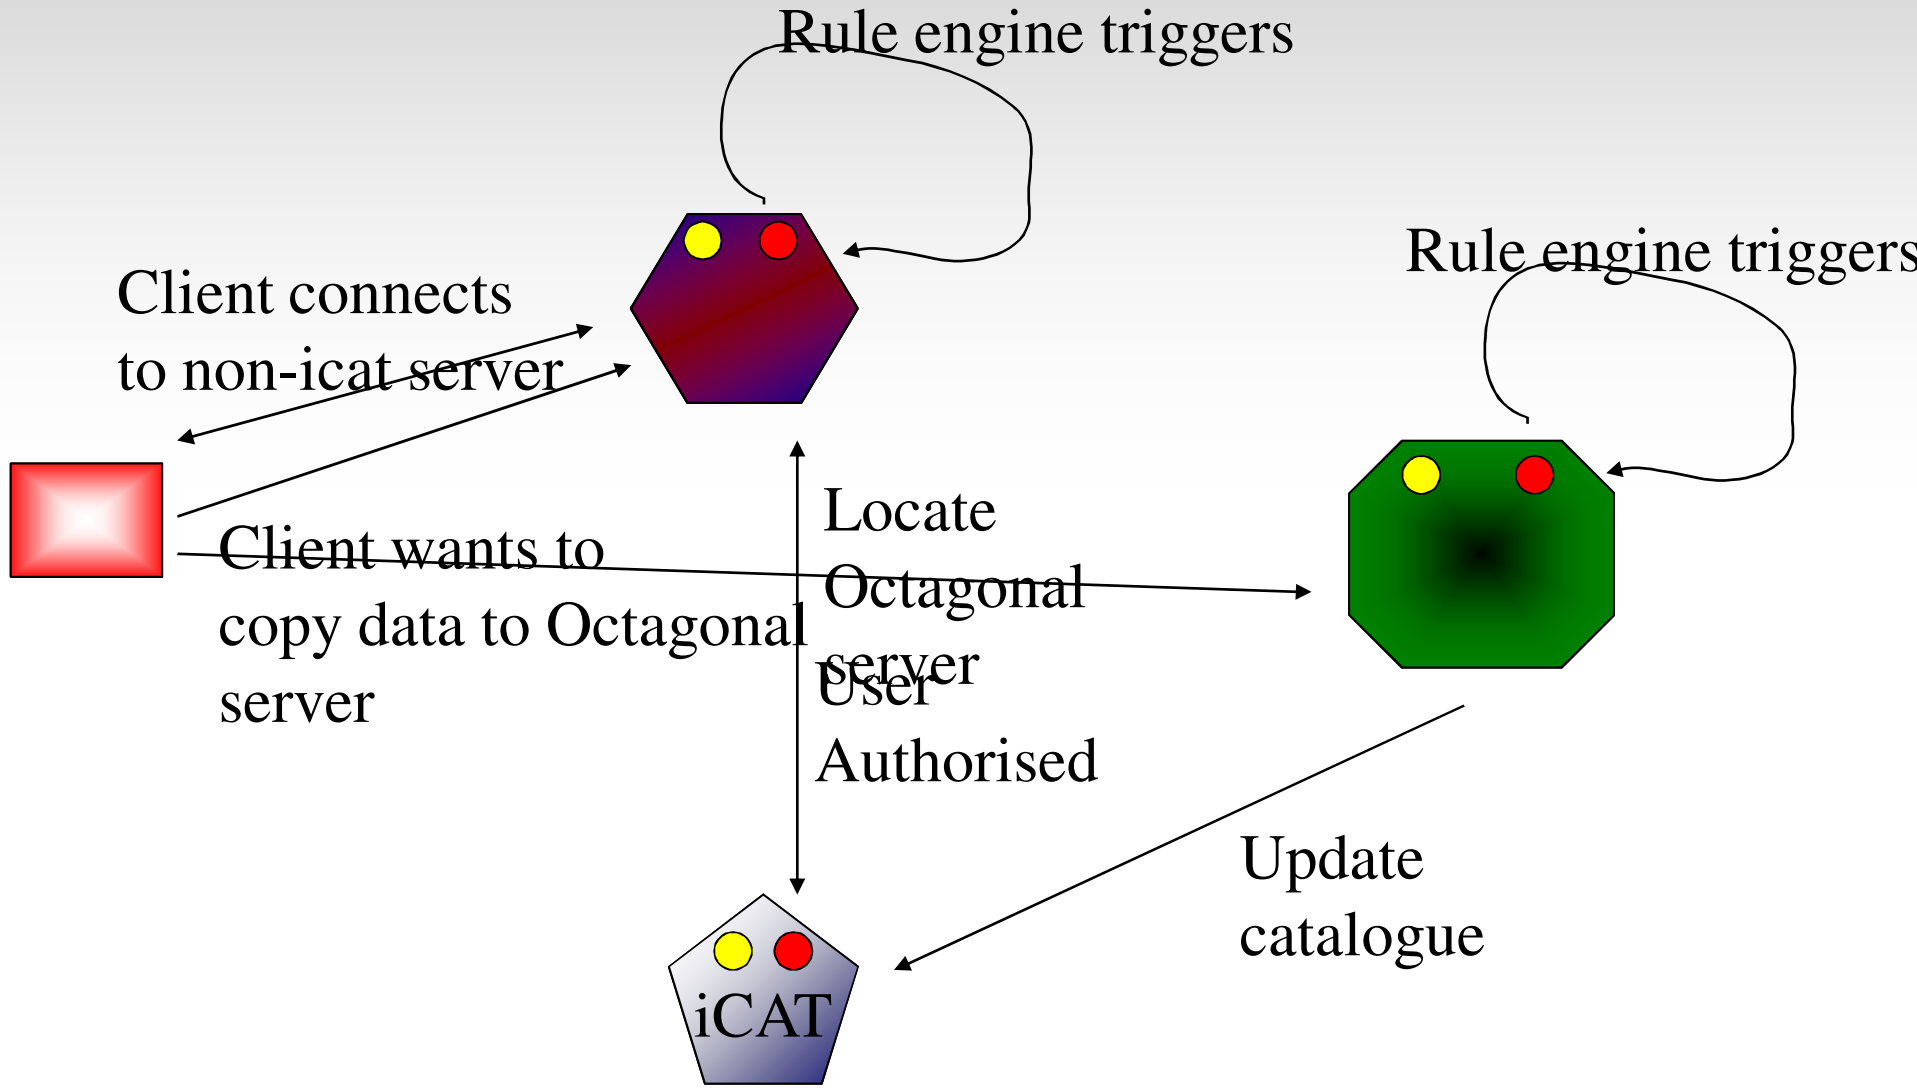 Rule engine triggers
Rule engine triggers
Client connects
to non-icat server
Locate
Octagonal
server
Client wants to
copy data to Octagonal
server
User
Authorised
Update
catalogue
iCAT